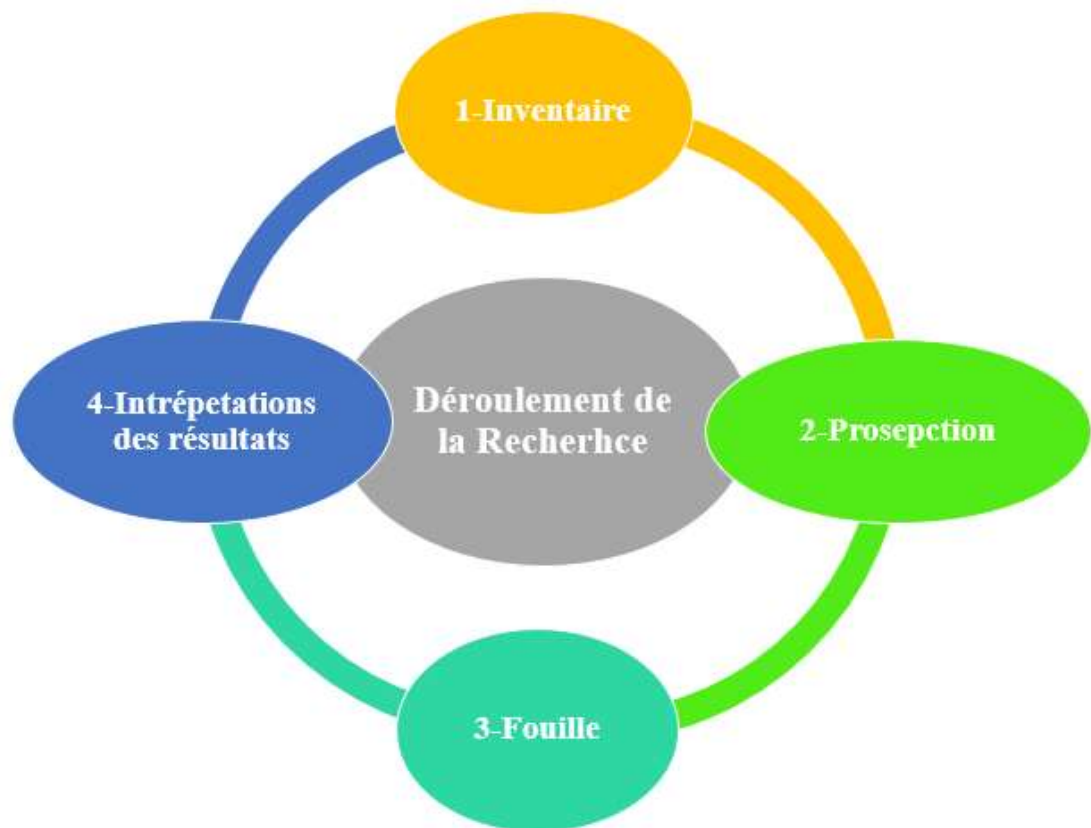 1-Inventaire
Déroulement de
la Recherhce
2-Prosepction
3-Fouille
4-Intrépetations
des résultats